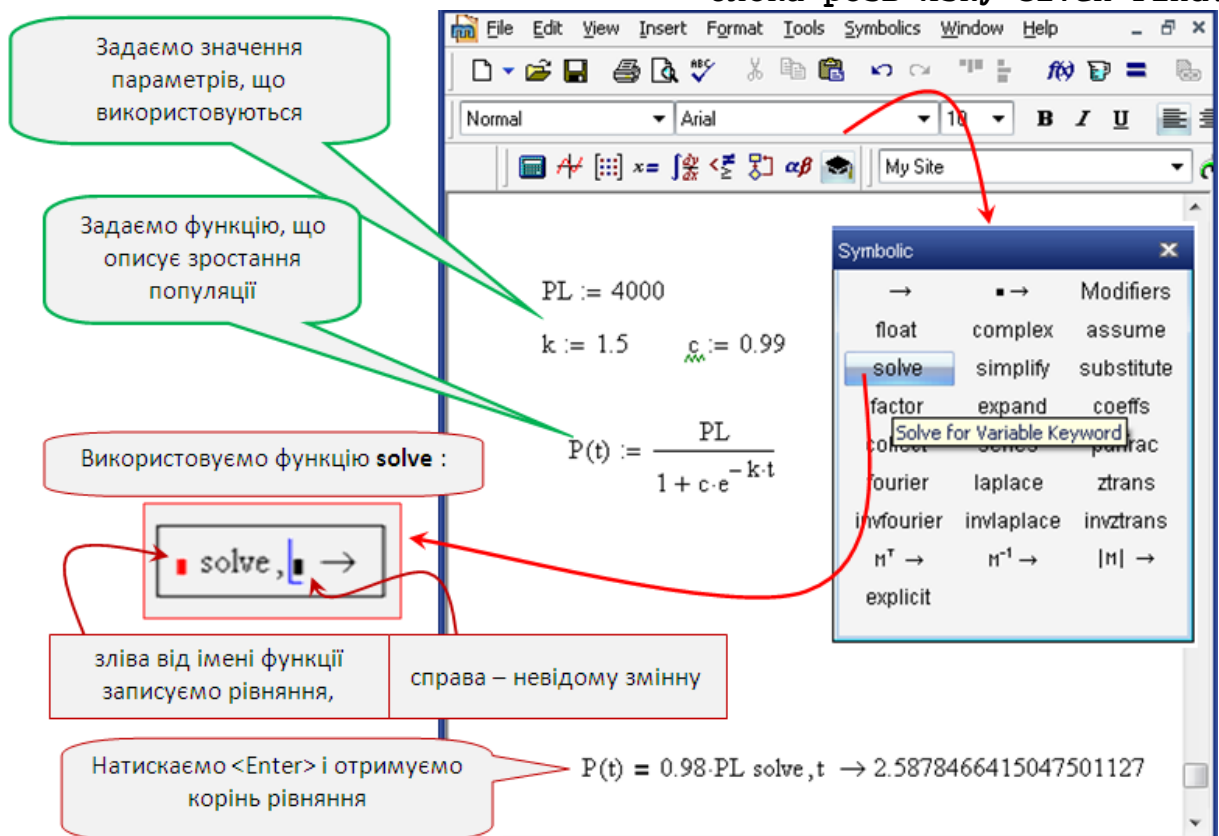 Задаємо значення
параметрів, що
використовуються
Задаємо функцію, що
описує зростання
популяції
Використовуємо функцію solve :
solve, →
зліва від імені функції
записуємо рівняння,
справа – невідому змінну
Натискаємо <Enter> і отримуємо
корінь рівняння
File Edit View Insert Format Tools Symbolics Window Help
Normal Arial 10 B I U
My Site
PL := 4000
k := 1.5 c := 0.99
P(t) := PL / (1 + c·e^(−k·t))
Symbolic
→ ▪ → Modifiers
float complex assume
solve simplify substitute
factor expand coeffs
Solve for Variable Keyword
fourier laplace ztrans
invfourier invlaplace invztrans
M^T → M^-1 → |M| →
explicit
P(t) = 0.98·PL solve,t → 2.5878466415047501127